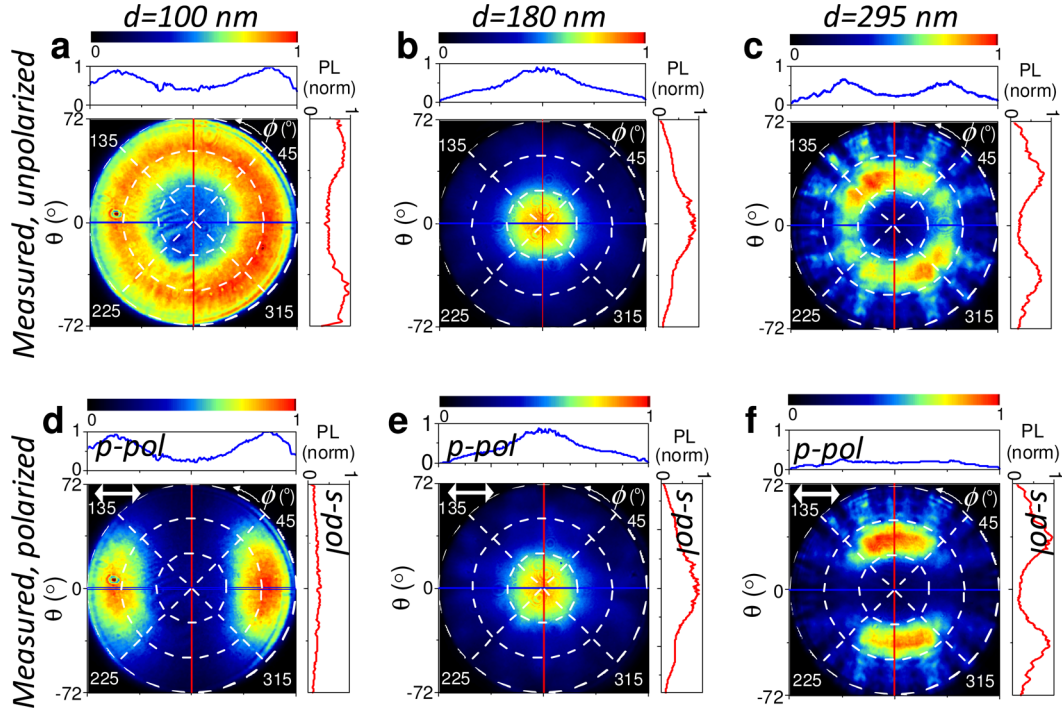 d=100 nm
d=180 nm
d=295 nm
Measured, unpolarized
a
0
1
1
0
PL
(norm)
0
1
72
θ (°)
0
-72
135
ϕ (°)
45
225
315
b
0
1
1
0
PL
(norm)
0
1
72
0
-72
135
ϕ (°)
45
225
315
c
0
1
1
0
PL
(norm)
0
1
72
θ (°)
0
-72
135
ϕ (°)
45
225
315
Measured, polarized
d
0
1
1
0
p-pol
PL
(norm)
0
1
s-pol
72
θ (°)
0
-72
135
ϕ (°)
45
225
315
e
0
1
1
0
p-pol
PL
(norm)
0
1
s-pol
72
θ (°)
0
-72
135
ϕ (°)
45
225
315
f
0
1
1
0
p-pol
PL
(norm)
0
1
s-pol
72
θ (°)
0
-72
135
ϕ (°)
45
225
315